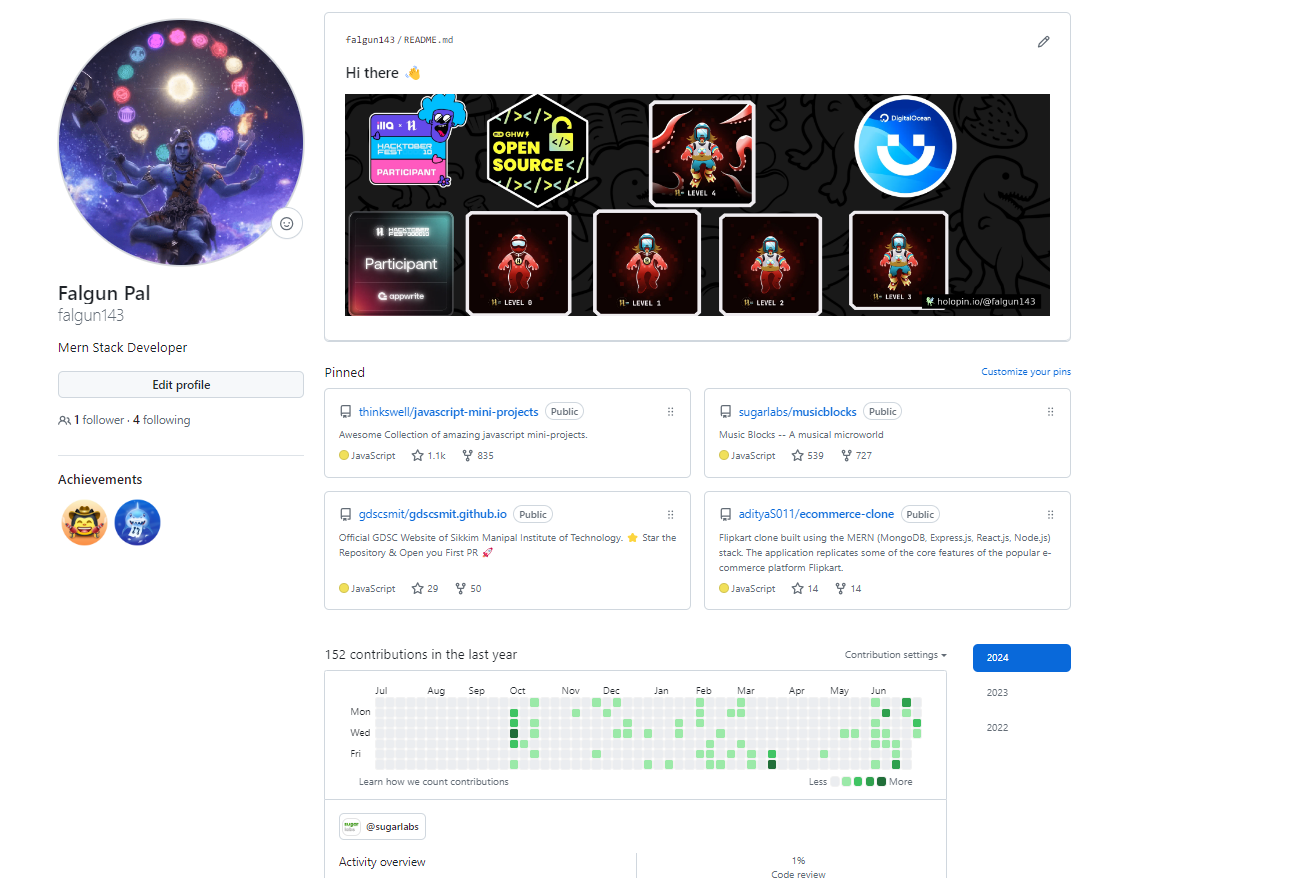 falgun143 / README.md
Hi there 👋
illa × H
HACKTOBER
FEST 10
PARTICIPANT
</></>
GHW
OPEN
SOURCE</
</></>
LEVEL 4
DigitalOcean
HACKTOBER
Participant
appwrite
LEVEL 0
LEVEL 1
LEVEL 2
LEVEL 3
holopin.io/@falgun143
Falgun Pal
falgun143
Mern Stack Developer
Edit profile
1 follower · 4 following
Achievements
Pinned
Customize your pins
thinkswell/javascript-mini-projects Public
Awesome Collection of amazing javascript mini-projects.
JavaScript 1.1k 835
sugarlabs/musicblocks Public
Music Blocks -- A musical microworld
JavaScript 539 727
gdscsmit/gdscsmit.github.io Public
Official GDSC Website of Sikkim Manipal Institute of Technology. ⭐ Star the
Repository & Open you First PR 🚀
JavaScript 29 50
adityaS011/ecommerce-clone Public
Flipkart clone built using the MERN (MongoDB, Express.js, React.js, Node.js)
stack. The application replicates some of the core features of the popular e-
commerce platform Flipkart.
JavaScript 14 14
152 contributions in the last year
Contribution settings
2024
2023
2022
Jul Aug Sep Oct Nov Dec Jan Feb Mar Apr May Jun
Mon
Wed
Fri
Learn how we count contributions
Less More
sugar
@sugarlabs
Activity overview
1%
Code review